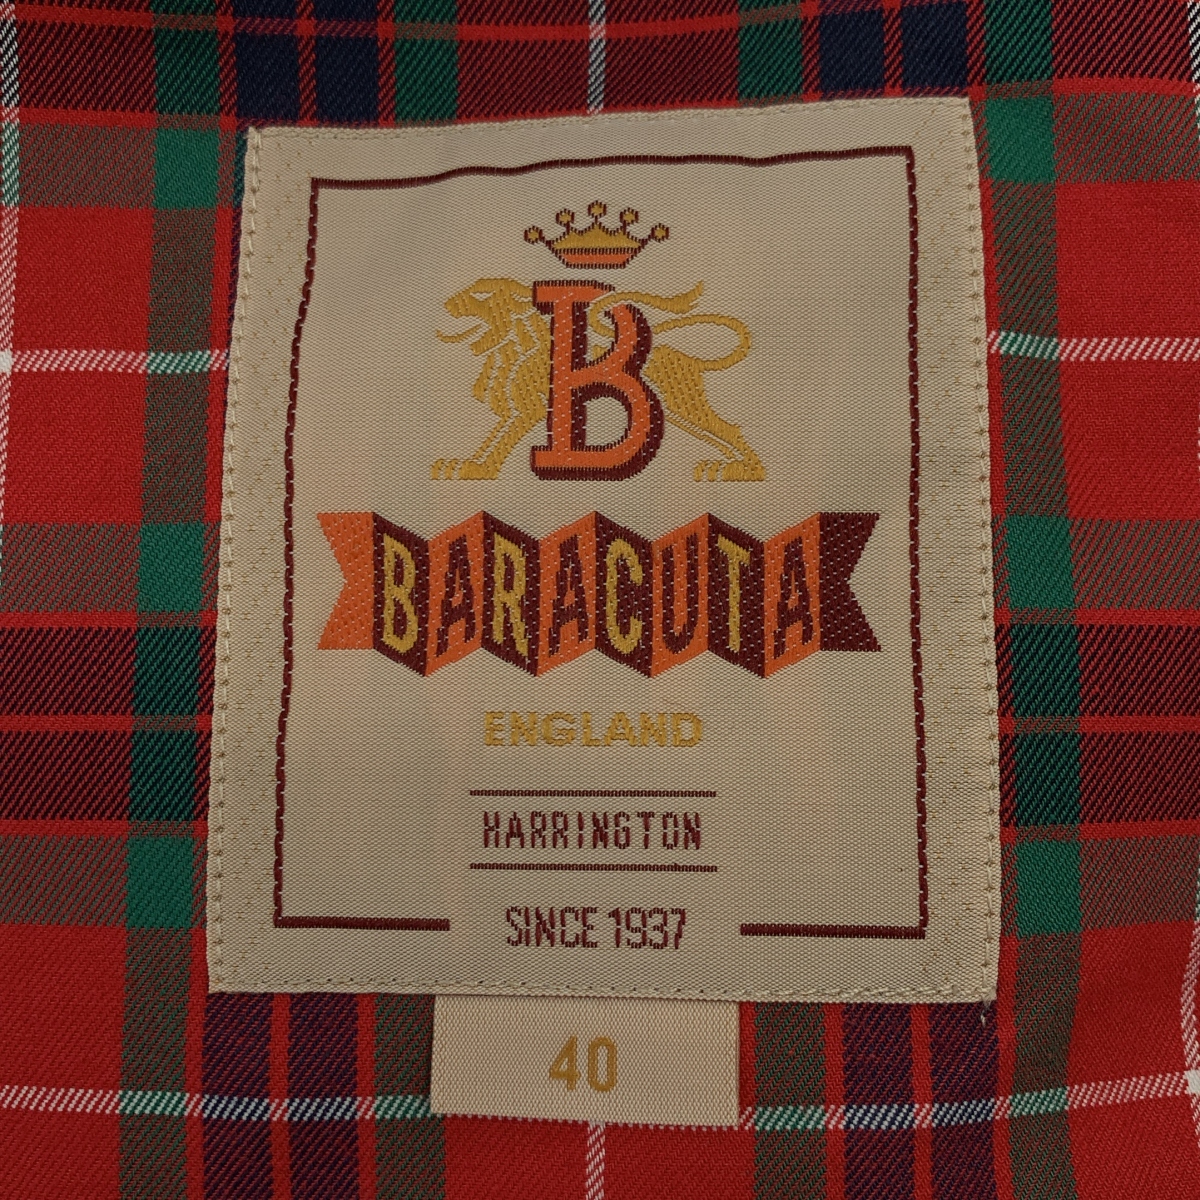 B
BARACUTA
ENGLAND
HARRINGTON
SINCE 1937
40